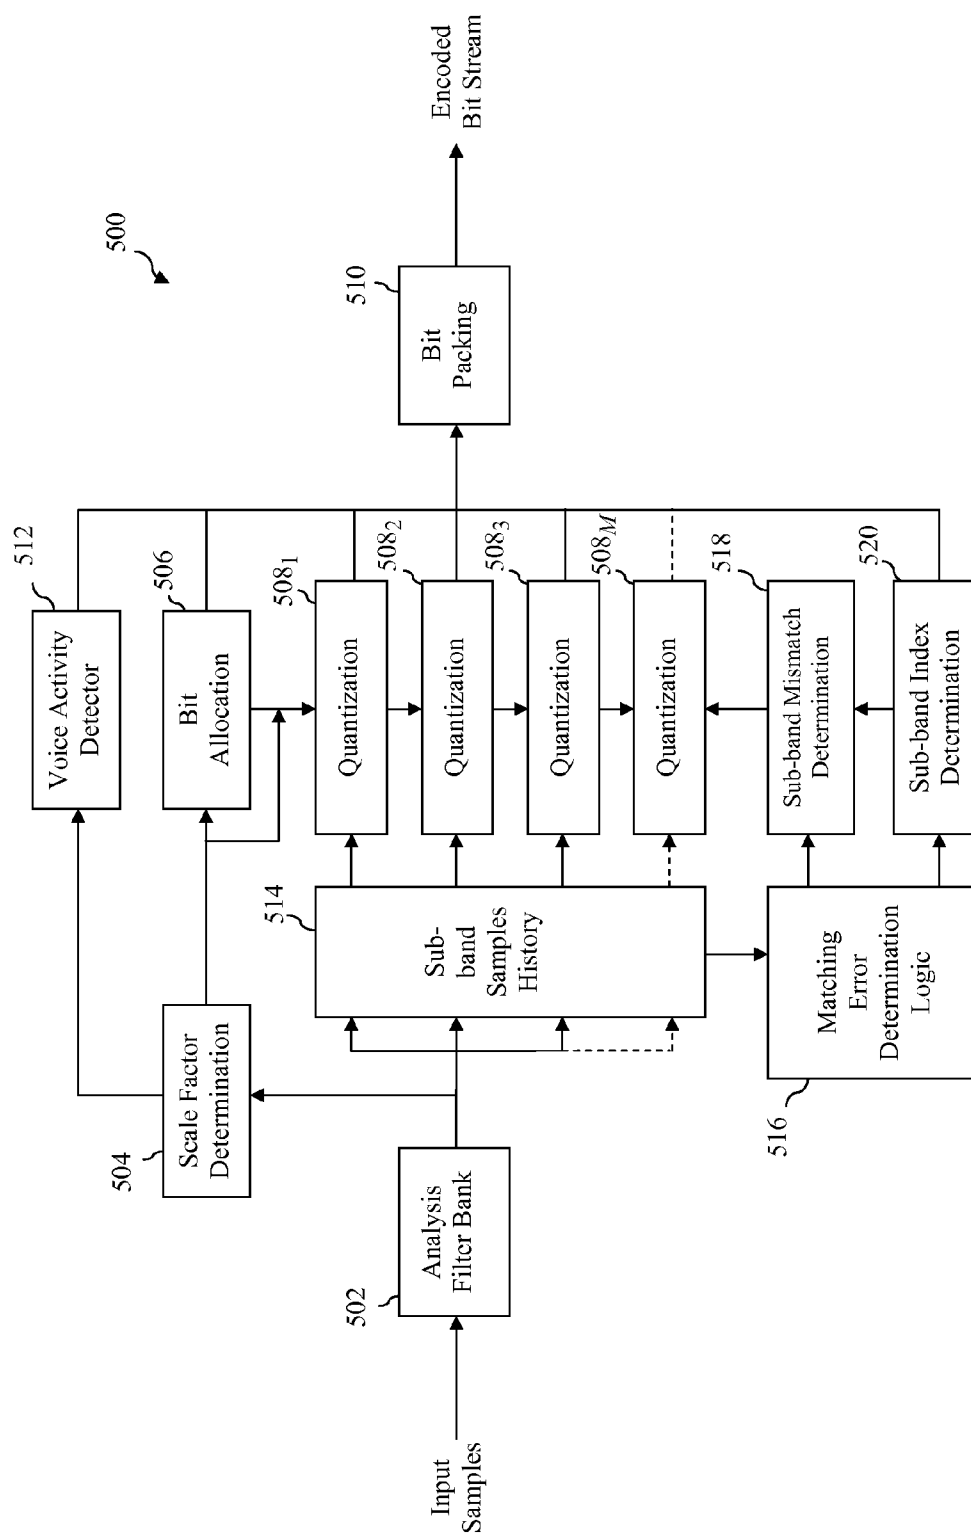 500
512
Voice Activity
Detector
504
Scale Factor
Determination
506
Bit
Allocation
508₁
Quantization
508₂
Quantization
508₃
Quantization
508M
Quantization
Input
Samples
502
Analysis
Filter Bank
514
Sub-
band
Samples
History
510
Bit
Packing
Encoded
Bit Stream
516
Matching
Error
Determination
Logic
518
Sub-band Mismatch
Determination
520
Sub-band Index
Determination